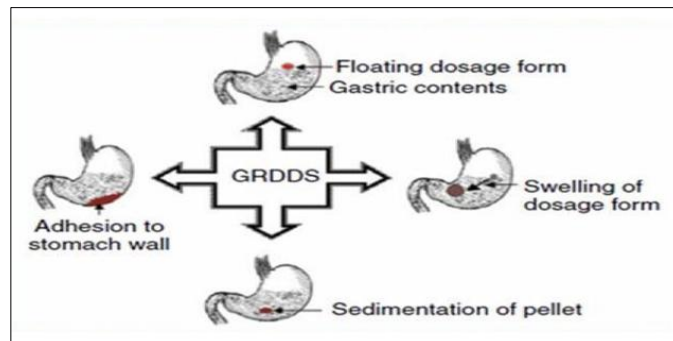 Floating dosage form
Gastric contents
GRDDS
Adhesion to
stomach wall
Swelling of
dosage form
Sedimentation of pellet